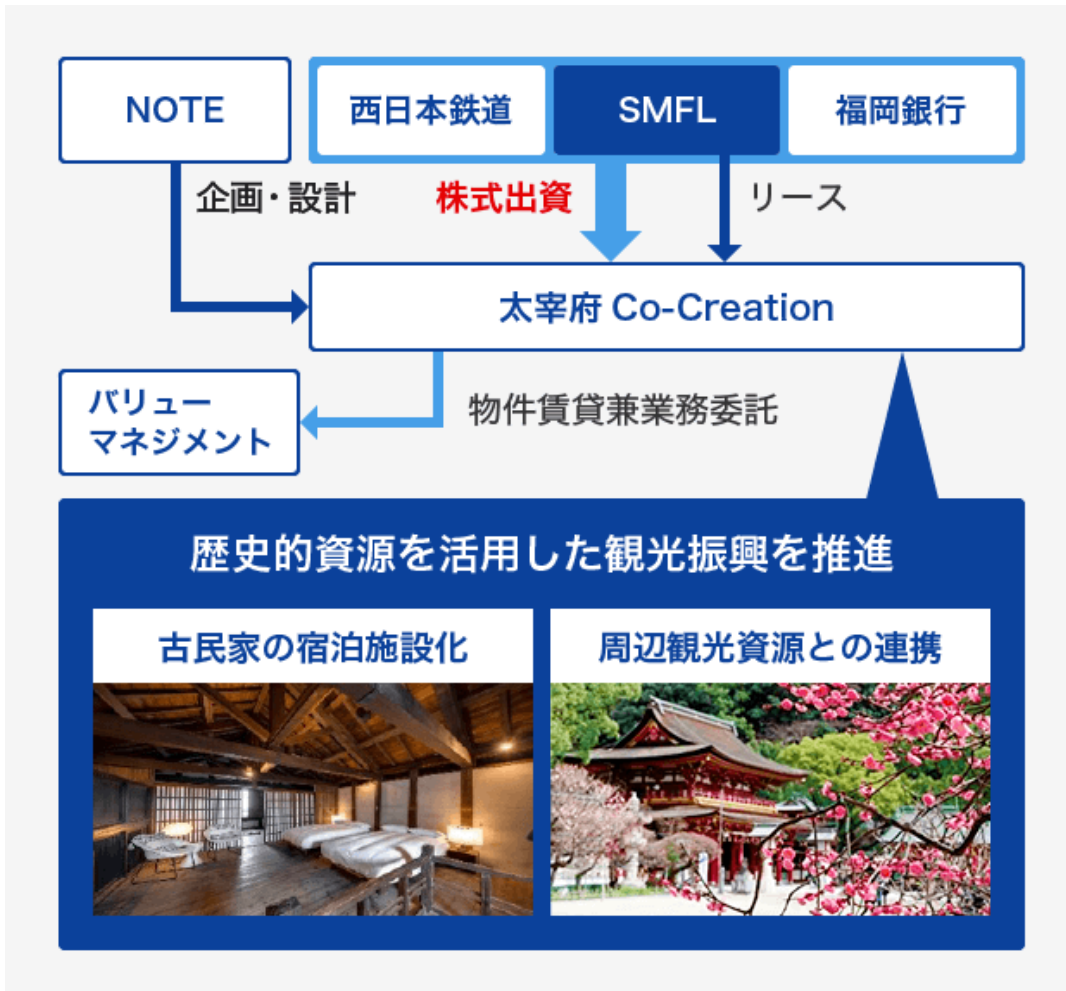 NOTE
西日本鉄道
SMFL
福岡銀行
企画・設計
株式出資
リース
太宰府 Co-Creation
バリュー
マネジメント
物件賃貸兼業務委託
歴史的資源を活用した観光振興を推進
古民家の宿泊施設化
周辺観光資源との連携